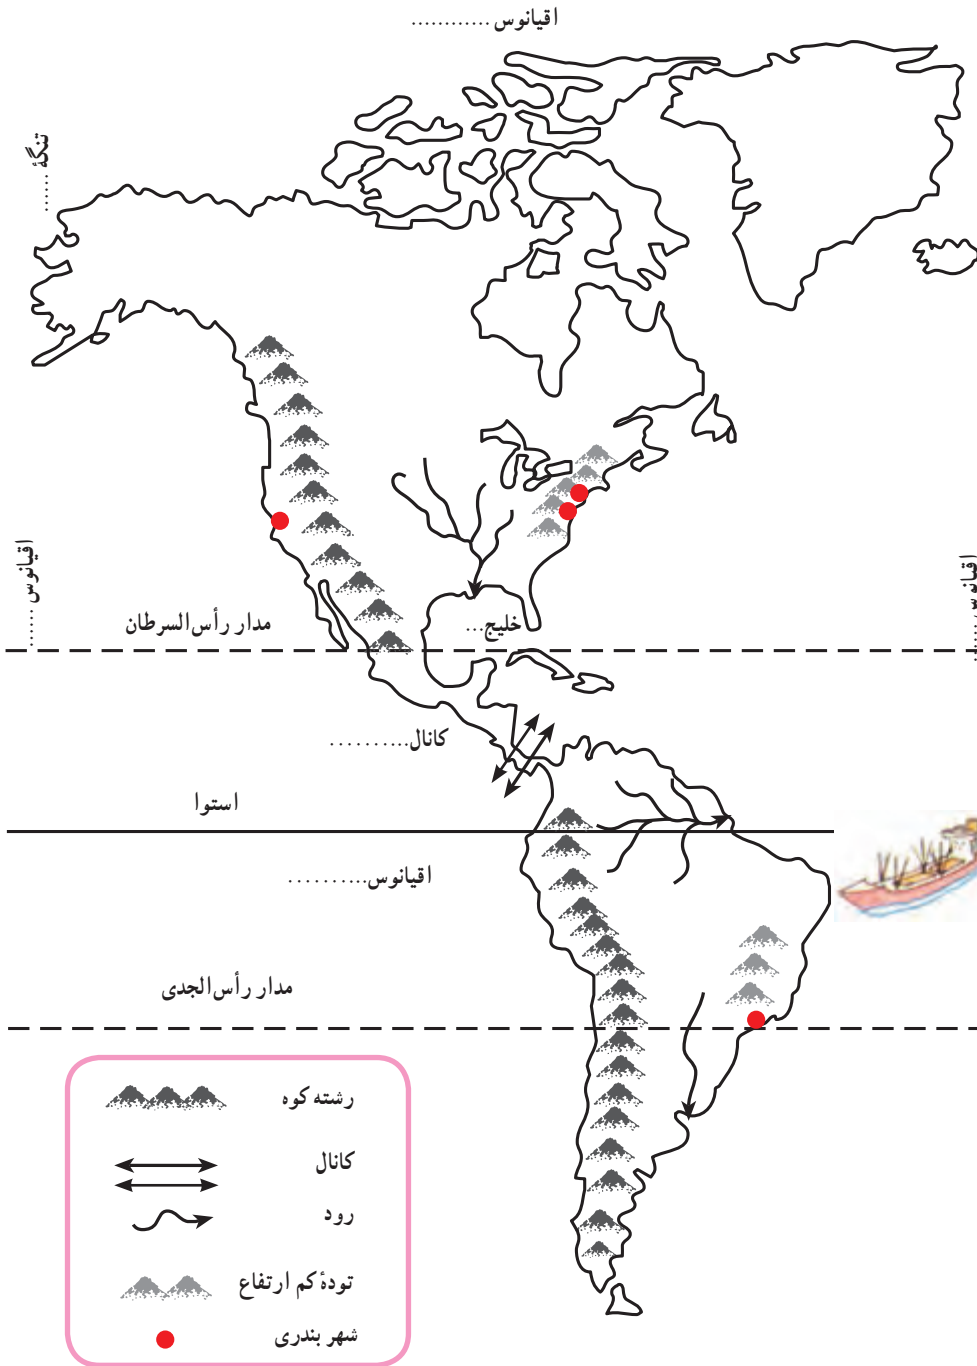 اقیانوس ............
تنگهٔ ......
اقیانوس .......
اقیانوس ......
مدار رأس السرطان
خلیج...
کانال..........
استوا
اقیانوس..........
مدار رأس الجدی
رشته کوه
کانال
رود
تودهٔ کم ارتفاع
شهر بندری